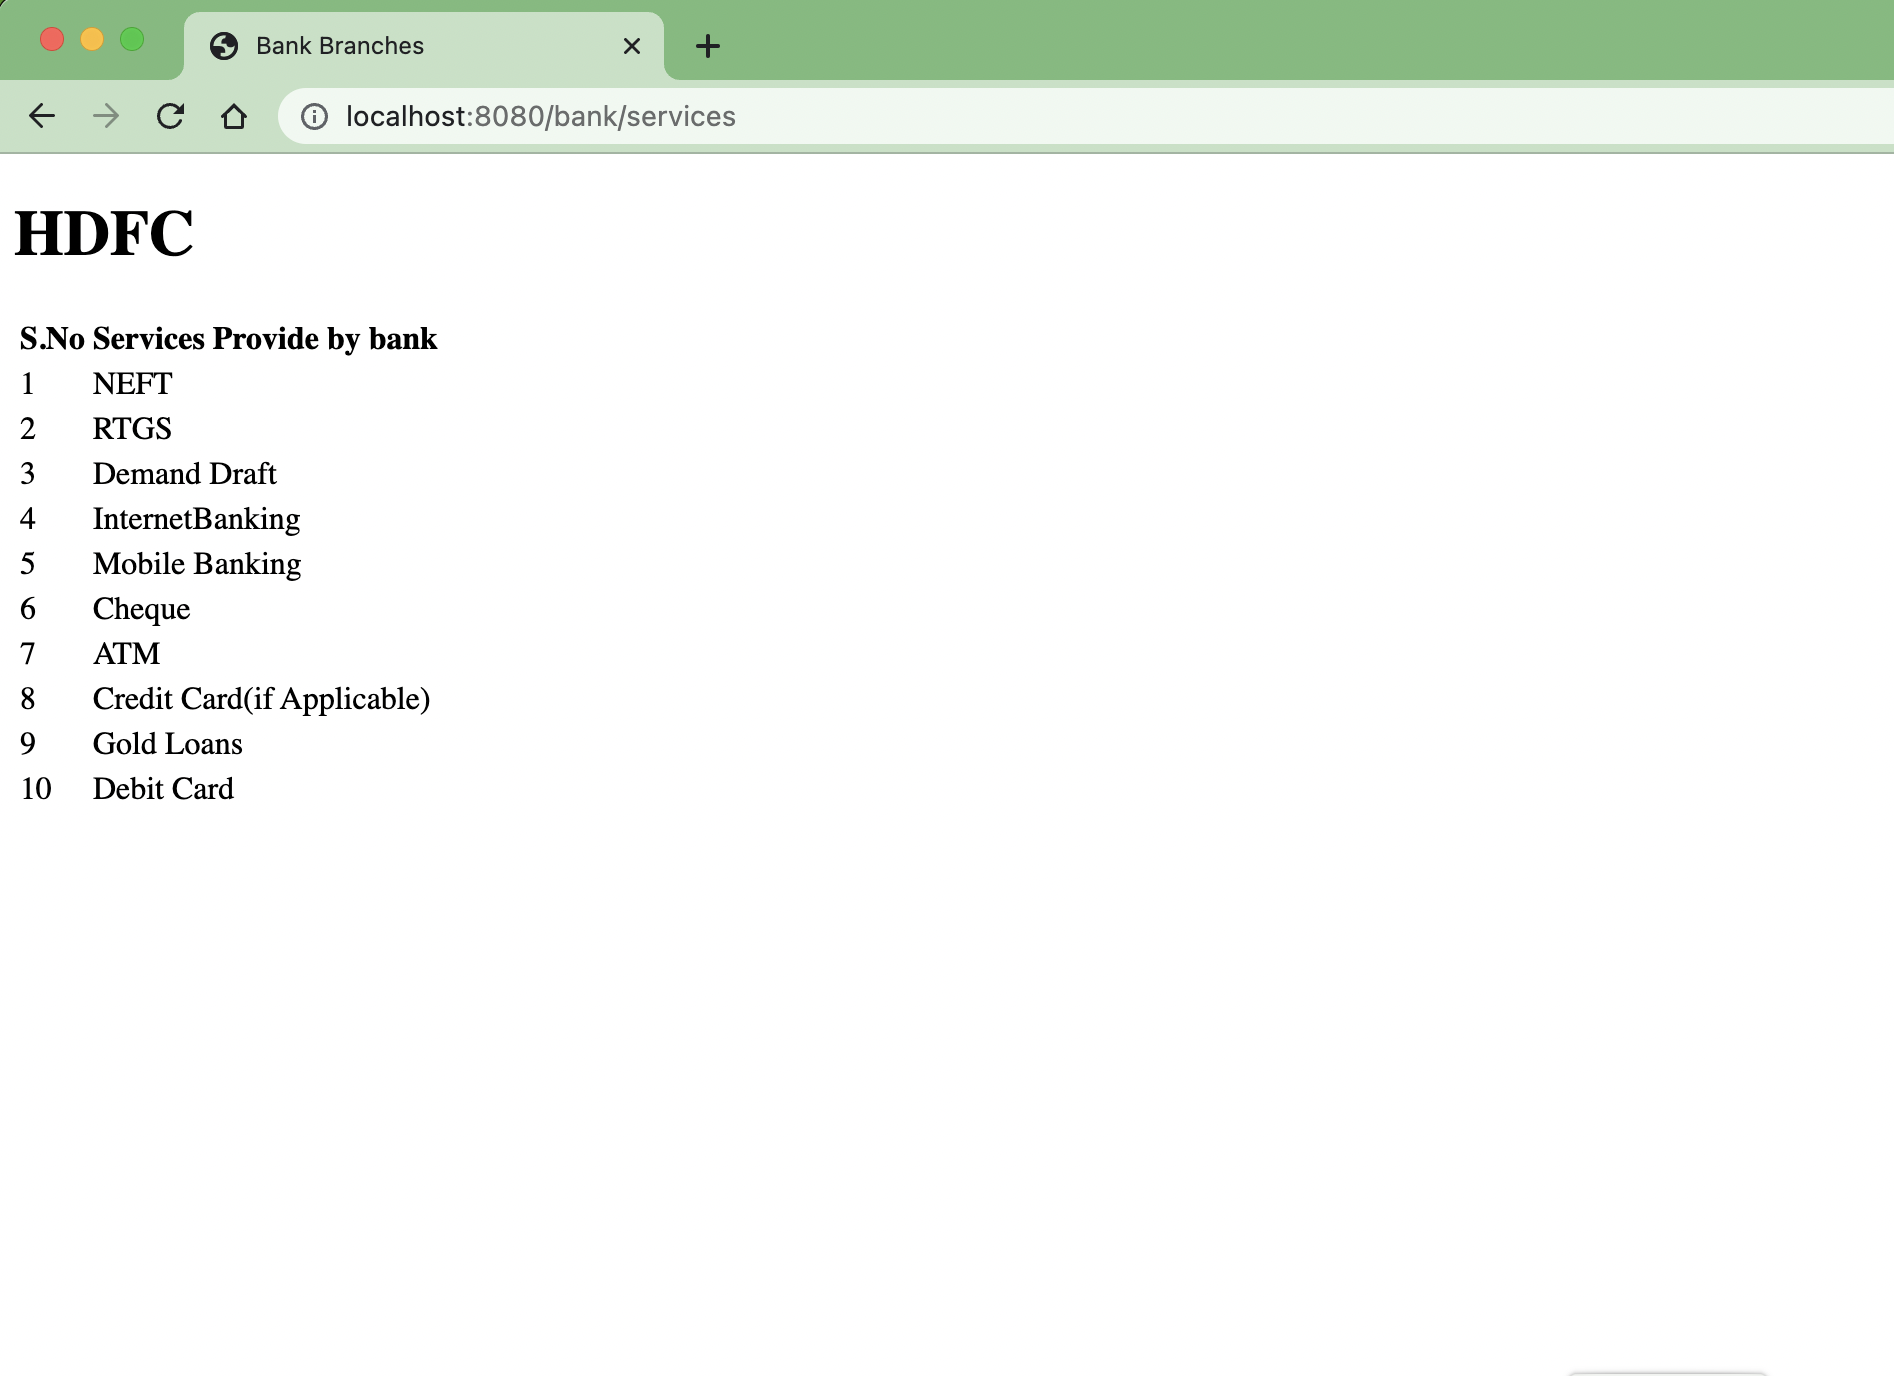 Bank Branches
localhost:8080/bank/services
HDFC
S.No Services Provide by bank
1 NEFT
2 RTGS
3 Demand Draft
4 InternetBanking
5 Mobile Banking
6 Cheque
7 ATM
8 Credit Card(if Applicable)
9 Gold Loans
10 Debit Card